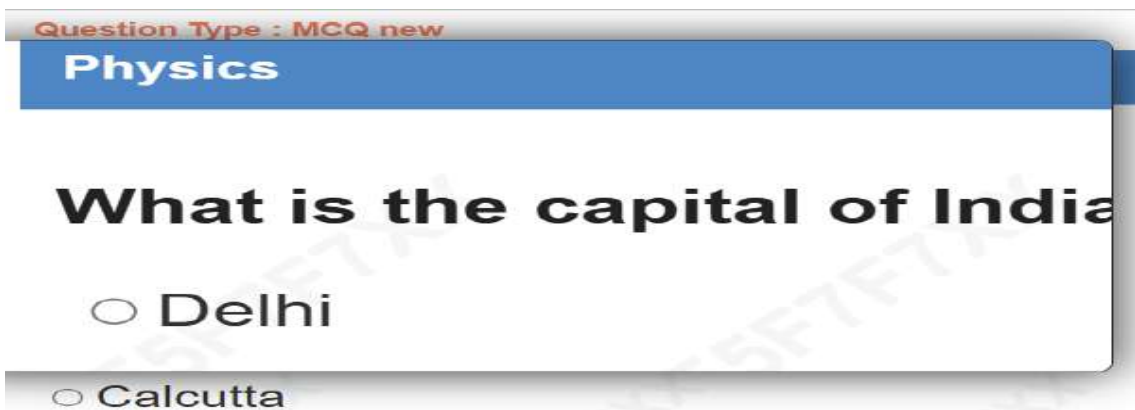 Question Type : MCQ new
Physics
What is the capital of India
Delhi
Calcutta